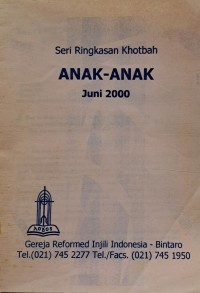 Seri Ringkasan Khotbah
ANAK-ANAK
Juni 2000
ΛΟΓΟΣ
Gereja Reformed Injili Indonesia - Bintaro
Tel.(021) 745 2277 Tel./Facs. (021) 745 1950